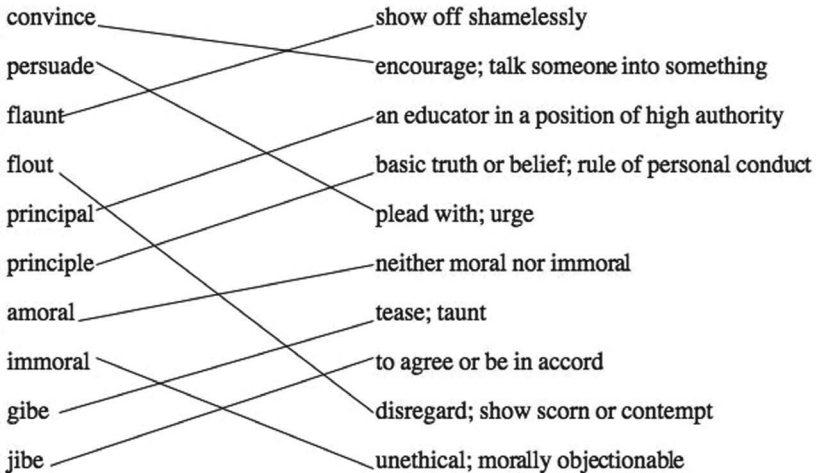 convince show off shamelessly
persuade encourage; talk someone into something
flaunt an educator in a position of high authority
flout basic truth or belief; rule of personal conduct
principal plead with; urge
principle neither moral nor immoral
amoral tease; taunt
immoral to agree or be in accord
gibe disregard; show scorn or contempt
jibe unethical; morally objectionable